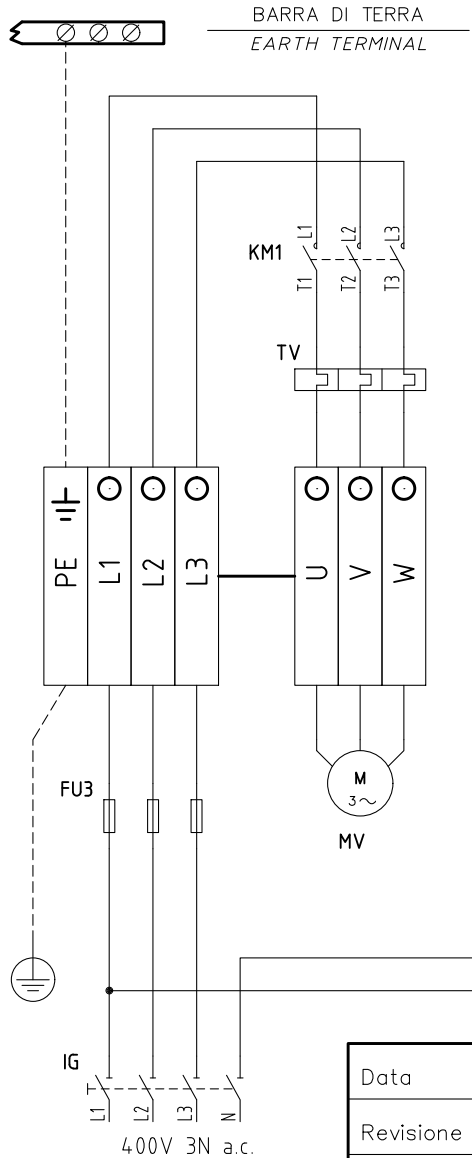 BARRA DI TERRA
EARTH TERMINAL
L1 L2 L3
KM1
T1 T2 T3
TV
PE L1 L2 L3 U V W
FU3
M
3~
MV
IG
L1 L2 L3 N
400V 3N a.c.
Data
Revisione